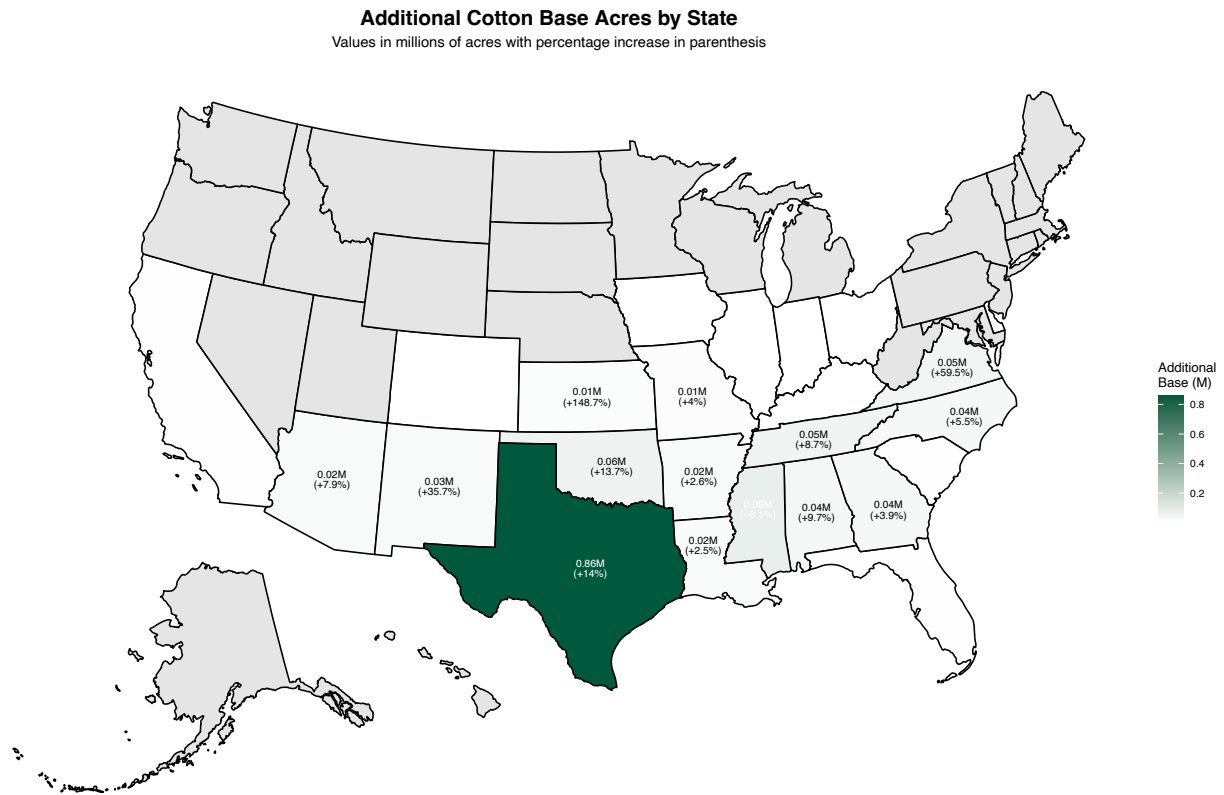 Additional Cotton Base Acres by State
Values in millions of acres with percentage increase in parenthesis
0.05M
(+59.5%)
0.01M
(+148.7%)
0.01M
(+4%)
0.04M
(+5.5%)
0.05M
(+8.7%)
0.02M
(+7.9%)
0.03M
(+35.7%)
0.06M
(+13.7%)
0.02M
(+2.6%)
0.04M
(+9.7%)
0.04M
(+3.9%)
0.02M
(+2.5%)
0.86M
(+14%)
Additional
Base (M)
0.8
0.6
0.4
0.2